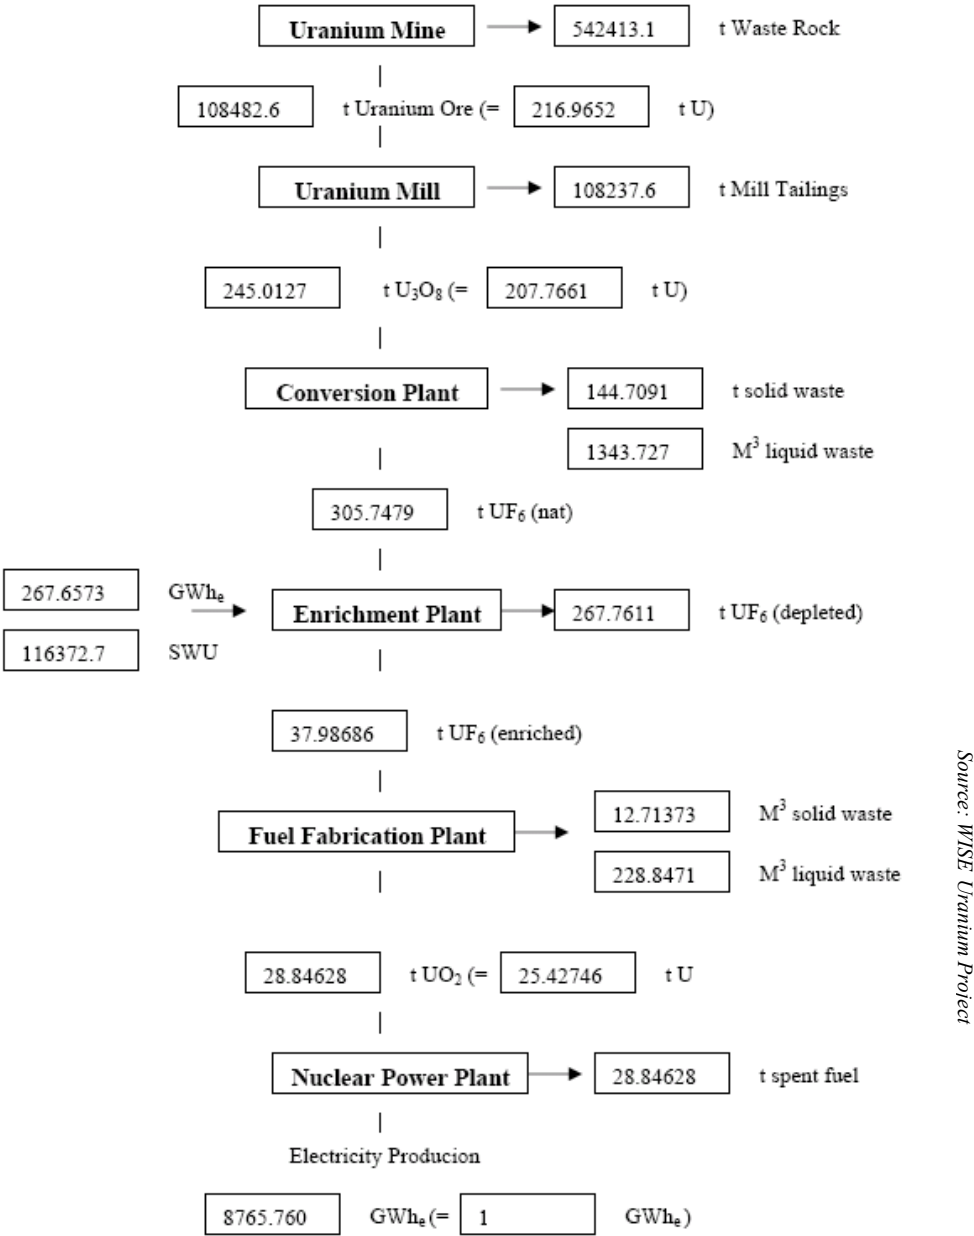 Uranium Mine 542413.1 t Waste Rock
108482.6 t Uranium Ore (= 216.9652 t U)
Uranium Mill 108237.6 t Mill Tailings
245.0127 t U₃O₈ (= 207.7661 t U)
Conversion Plant 144.7091 t solid waste
1343.727 M³ liquid waste
305.7479 t UF₆ (nat)
267.6573 GWhₑ
Enrichment Plant 267.7611 t UF₆ (depleted)
116372.7 SWU
37.98686 t UF₆ (enriched)
12.71373 M³ solid waste
Fuel Fabrication Plant
228.8471 M³ liquid waste
28.84628 t UO₂ (= 25.42746 t U
Nuclear Power Plant 28.84628 t spent fuel
Electricity Producion
8765.760 GWhₑ (= 1 GWhₑ)
Source: WISE Uranium Project